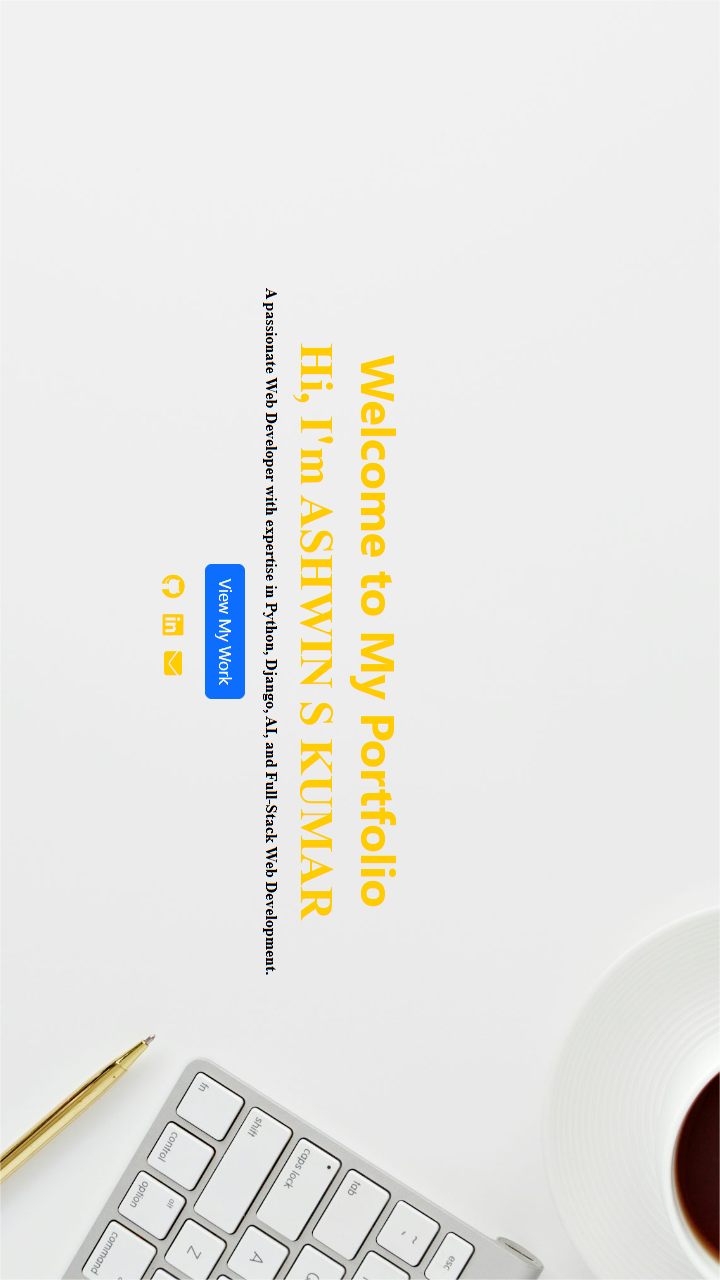 Welcome to My Portfolio
Hi, I'm ASHWIN S KUMAR
A passionate Web Developer with expertise in Python, Django, AI, and Full-Stack Web Development.
View My Work
in
esc
~ `
tab
caps lock
A
shift
Z
fn
control
alt
option
command